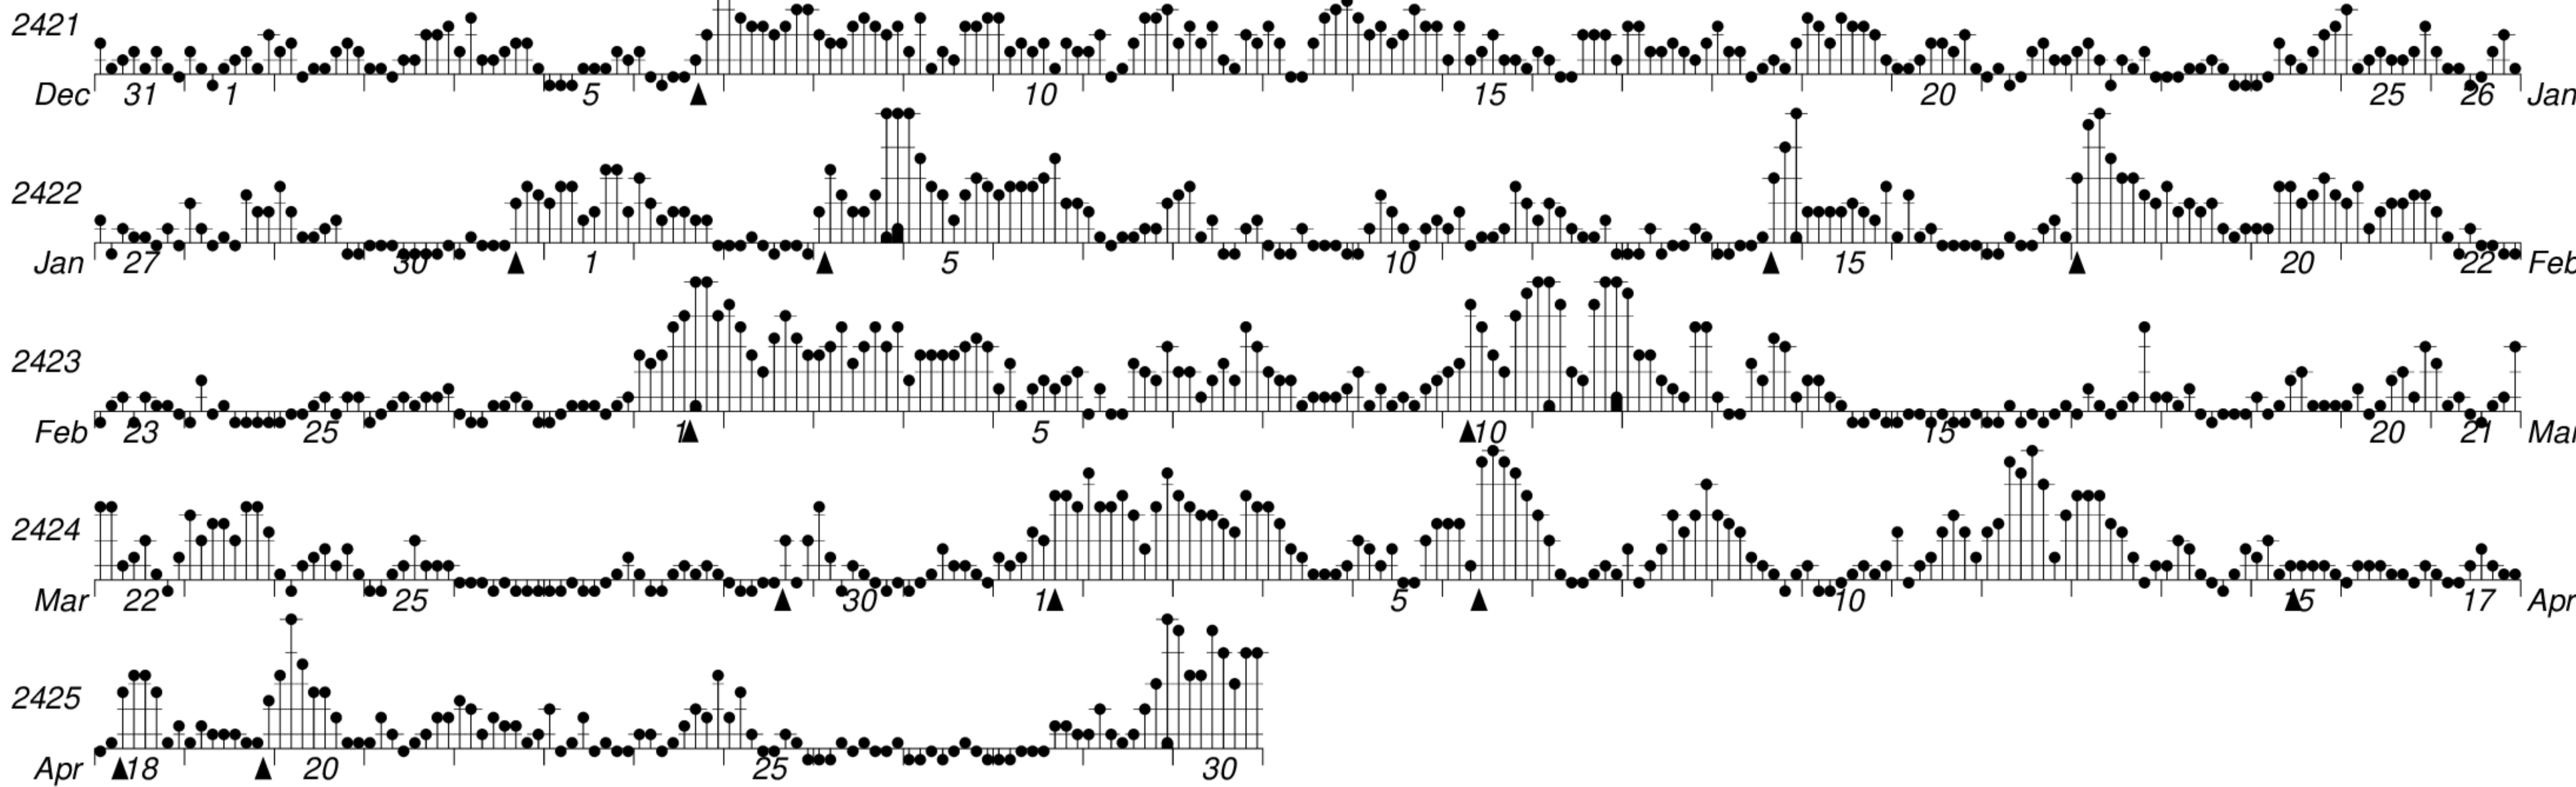 2421
Dec 31 1 5 10 15 20 25 26 Jan
2422
Jan 27 30 1 5 10 15 20 22 Feb
2423
Feb 23 25 1 5 10 15 20 21 Mar
2424
Mar 22 25 30 1 5 10 15 17 Apr
2425
Apr 18 20 25 30